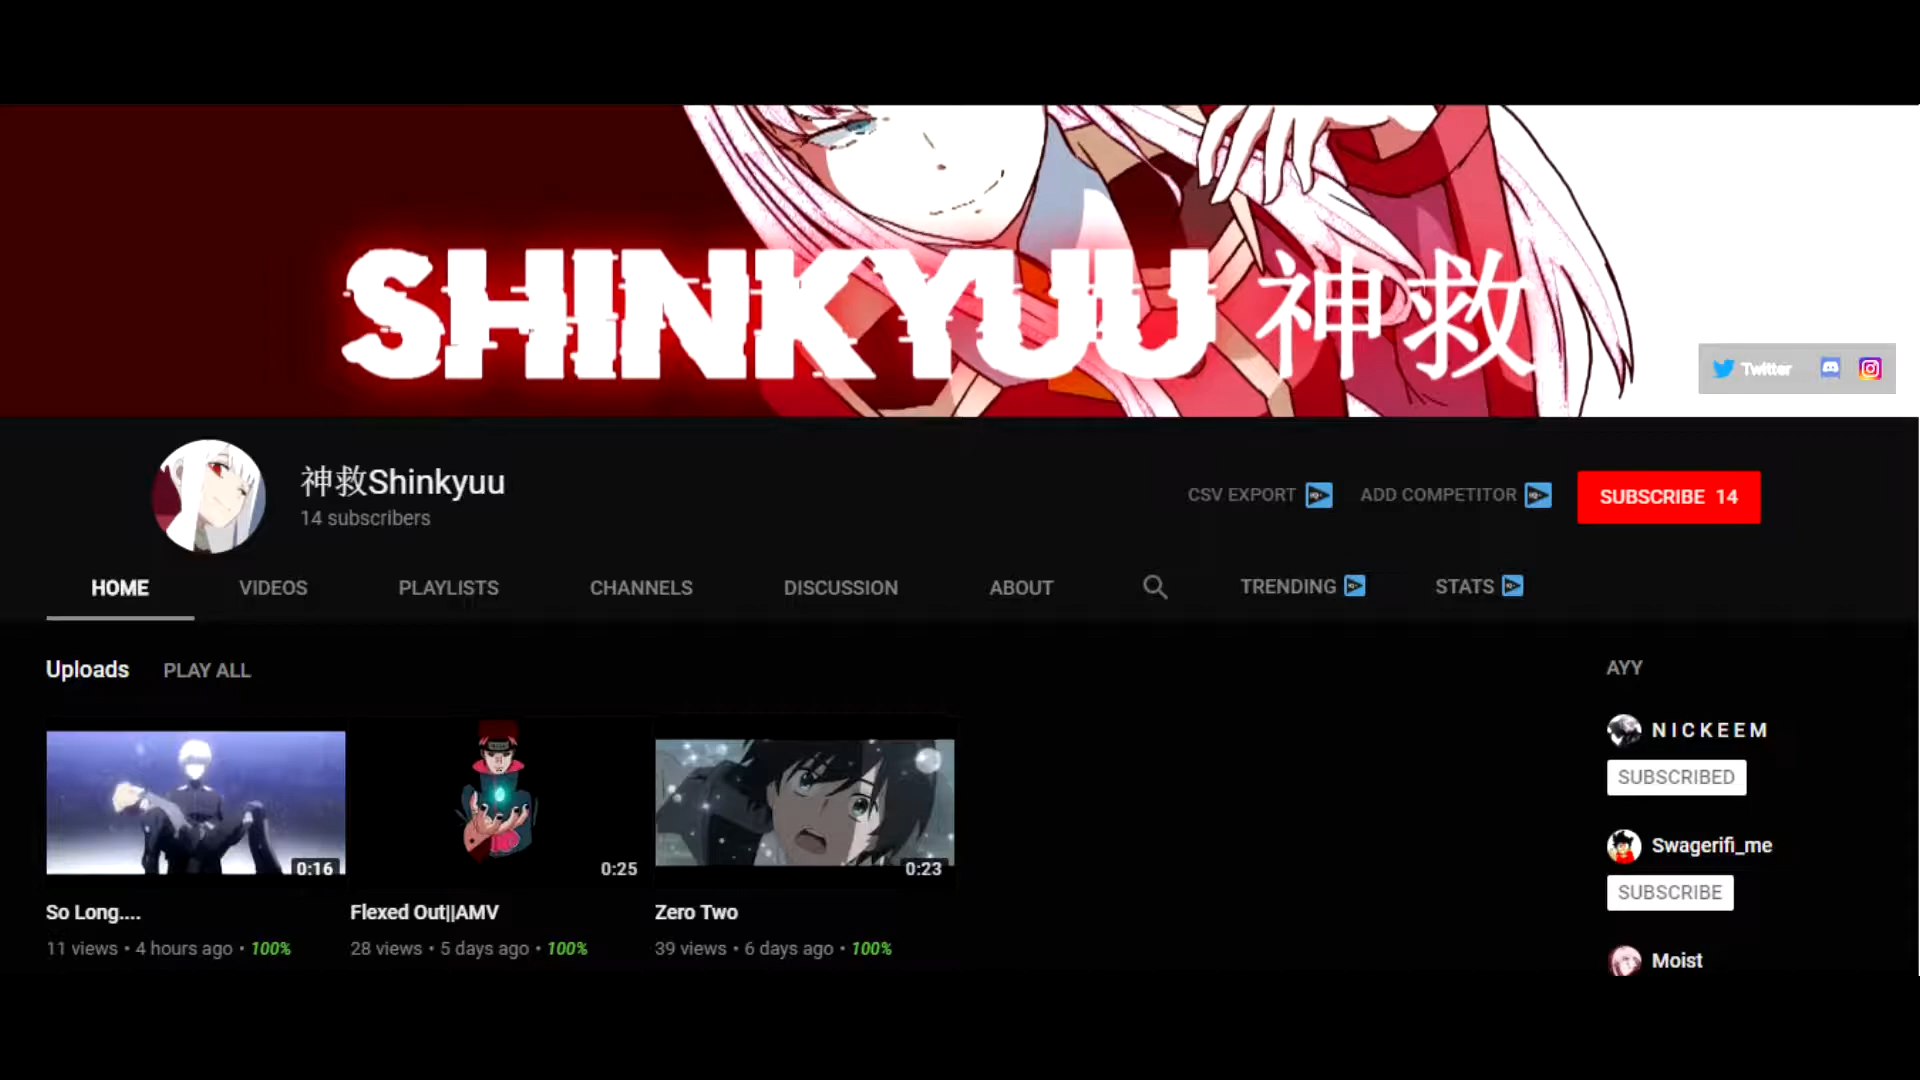 SHINKYUU 神救
Twitter
神救Shinkyuu
14 subscribers
CSV EXPORT
ADD COMPETITOR
SUBSCRIBE 14
HOME VIDEOS PLAYLISTS CHANNELS DISCUSSION ABOUT TRENDING STATS
Uploads PLAY ALL
AYY
N I C K E E M
SUBSCRIBED
Swagerifi_me
SUBSCRIBE
Moist
0:16 0:25 0:23
So Long.... Flexed Out||AMV Zero Two
11 views • 4 hours ago • 100% 28 views • 5 days ago • 100% 39 views • 6 days ago • 100%